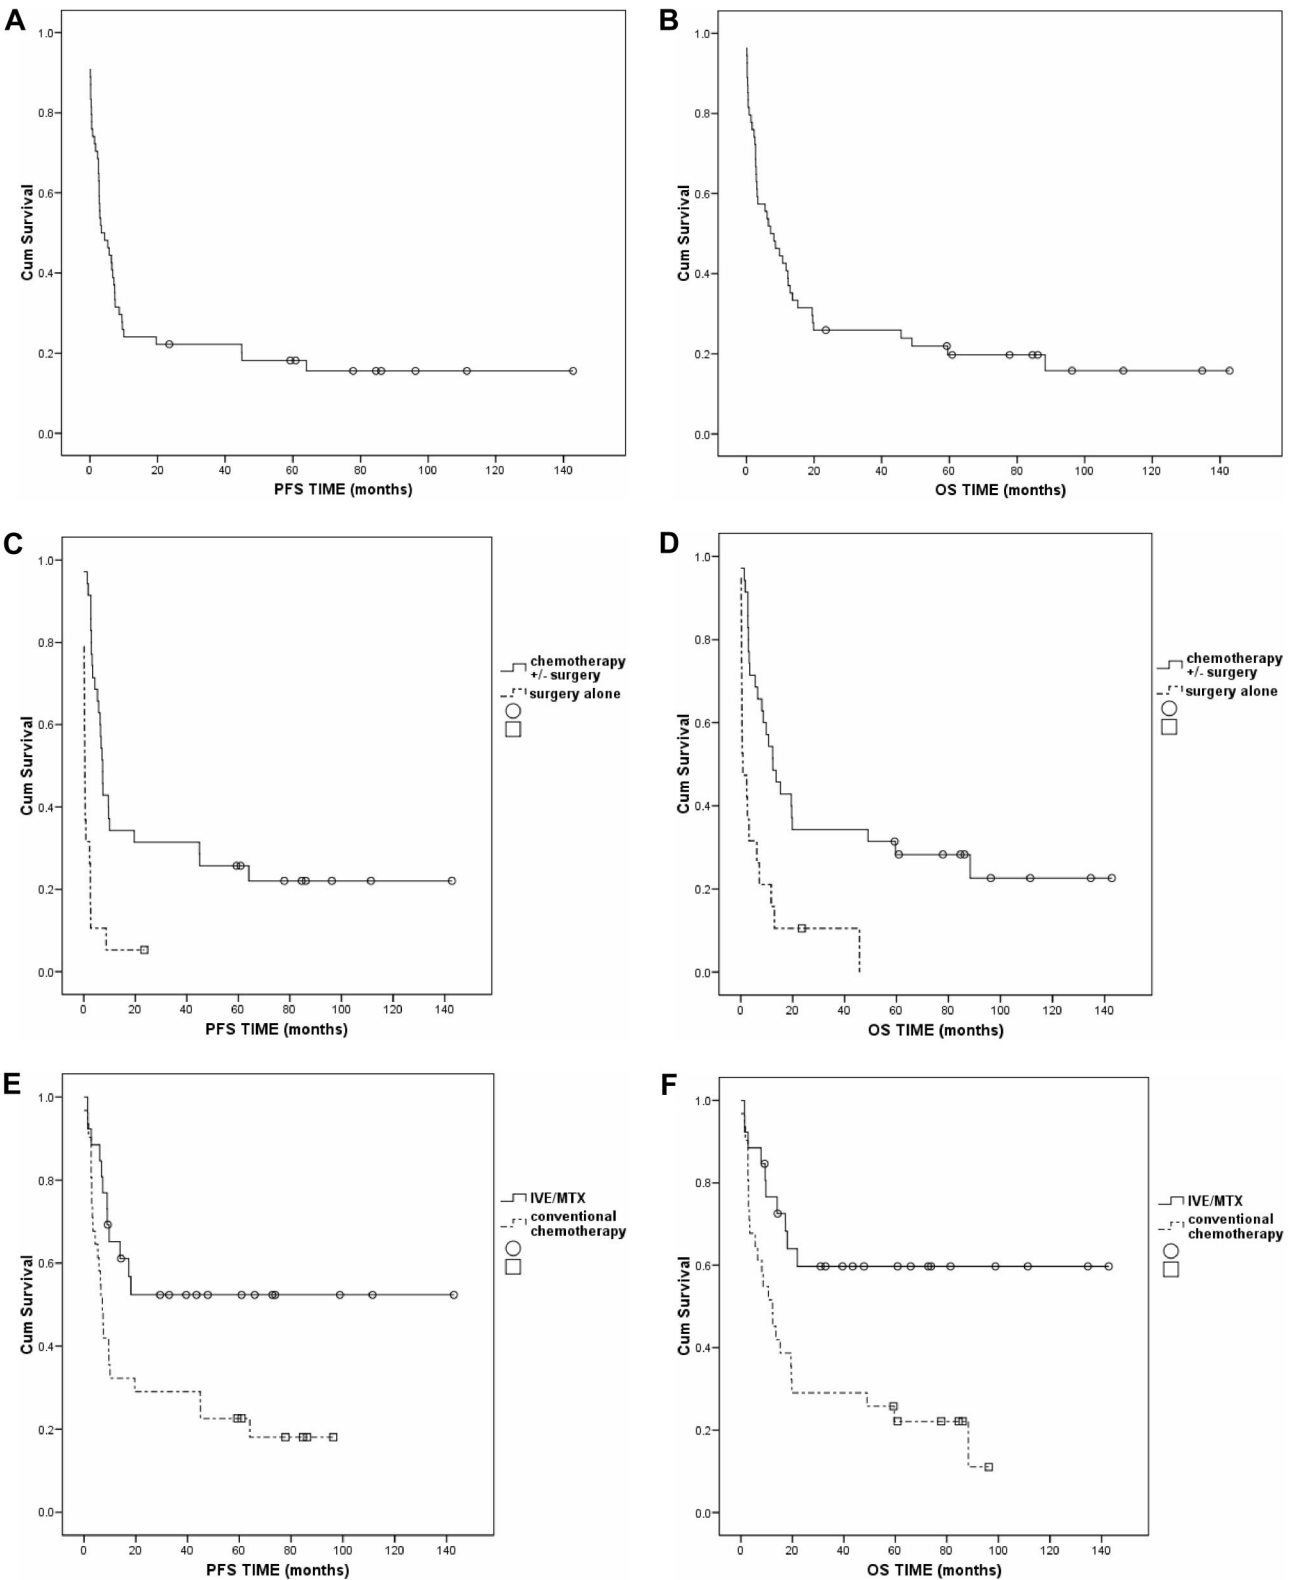 A
Cum Survival
1.0
0.8
0.6
0.4
0.2
0.0
0 20 40 60 80 100 120 140
PFS TIME (months)
B
Cum Survival
1.0
0.8
0.6
0.4
0.2
0.0
0 20 40 60 80 100 120 140
OS TIME (months)
C
Cum Survival
1.0
0.8
0.6
0.4
0.2
0.0
0 20 40 60 80 100 120 140
PFS TIME (months)
chemotherapy
+/- surgery
surgery alone
D
Cum Survival
1.0
0.8
0.6
0.4
0.2
0.0
0 20 40 60 80 100 120 140
OS TIME (months)
chemotherapy
+/- surgery
surgery alone
E
Cum Survival
1.0
0.8
0.6
0.4
0.2
0.0
0 20 40 60 80 100 120 140
PFS TIME (months)
IVE/MTX
conventional
chemotherapy
F
Cum Survival
1.0
0.8
0.6
0.4
0.2
0.0
0 20 40 60 80 100 120 140
OS TIME (months)
IVE/MTX
conventional
chemotherapy